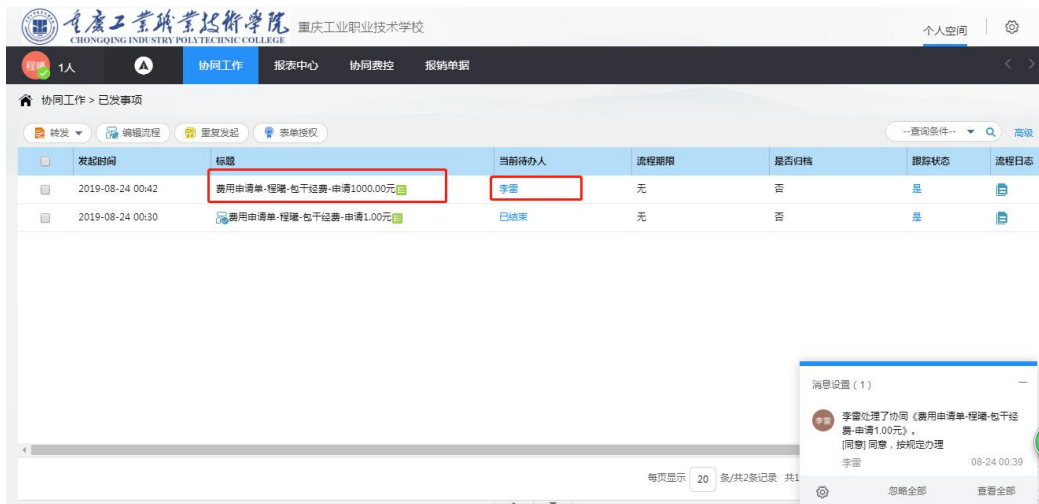 重庆工业职业技术学院 重庆工业职业技术学校
CHONGQING INDUSTRY POLYTECHNIC COLLEGE
个人空间
程曦 1人 协同工作 报表中心 协同费控 报销单据
协同工作 > 已发事项
转发 编辑流程 重复发起 表单授权 --查询条件-- 高级
发起时间 标题 当前待办人 流程期限 是否归档 跟踪状态 流程日志
2019-08-24 00:42 费用申请单-程曦-包干经费-申请1000.00元 李雷 无 否 是
2019-08-24 00:30 费用申请单-程曦-包干经费-申请1.00元 已结束 无 否 是
消息设置 ( 1 )
李雷 李雷处理了协同《费用申请单-程曦-包干经
费-申请1.00元》。
[同意] 同意，按规定办理
李雷 08-24 00:39
每页显示 20 条/共2条记录 共1
忽略全部 查看全部